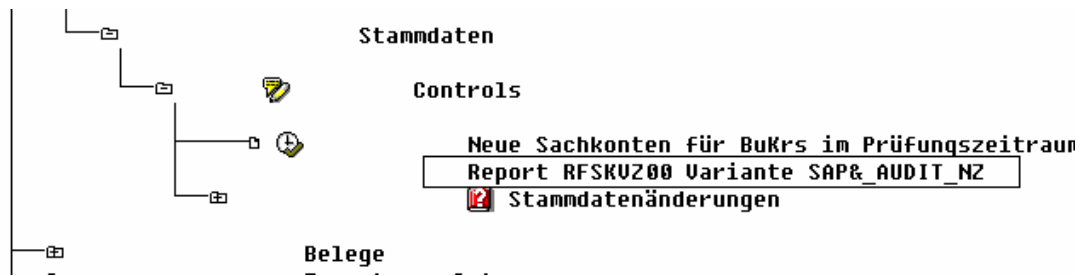 Stammdaten
Controls
Neue Sachkonten für BuKrs im Prüfungszeitraum
Report RFSKVZ00 Variante SAP&_AUDIT_NZ
Stammdatenänderungen
Belege